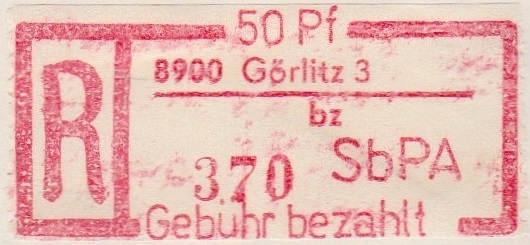 50 Pf
R
8900 Görlitz 3
bz
370 SbPA
Gebühr bezahlt